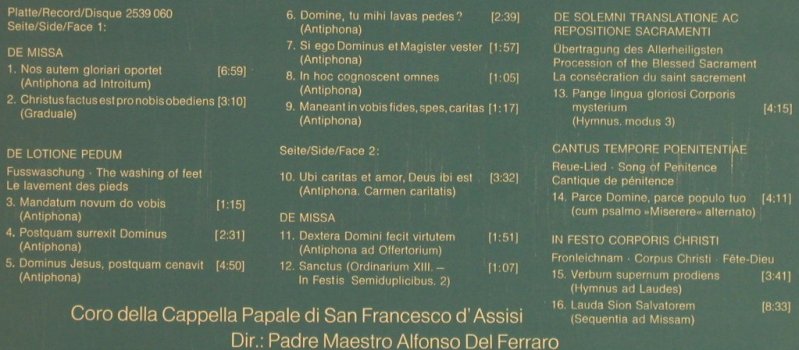 Platte/Record/Disque 2539 060
Seite/Side/Face 1:
DE MISSA
1. Nos autem gloriari oportet [6:59]
(Antiphona ad Introitum)
2. Christus factus est pro nobis obediens [3:10]
(Graduale)
DE LOTIONE PEDUM
Fusswaschung · The washing of feet
Le lavement des pieds
3. Mandatum novum do vobis [1:15]
(Antiphona)
4. Postquam surrexit Dominus [2:31]
(Antiphona)
5. Dominus Jesus, postquam cenavit [4:50]
(Antiphona)
6. Domine, tu mihi lavas pedes? [2:39]
(Antiphona)
7. Si ego Dominus et Magister vester [1:57]
(Antiphona)
8. In hoc cognoscent omnes [1:05]
(Antiphona)
9. Maneant in vobis fides, spes, caritas [1:17]
(Antiphona)
Seite/Side/Face 2:
10. Ubi caritas et amor, Deus ibi est [3:32]
(Antiphona. Carmen caritatis)
DE MISSA
11. Dextera Domini fecit virtutem [1:51]
(Antiphona ad Offertorium)
12. Sanctus (Ordinarium XIII. – [1:07]
In Festis Semiduplicibus. 2)
DE SOLEMNI TRANSLATIONE AC
REPOSITIONE SACRAMENTI
Übertragung des Allerheiligsten
Procession of the Blessed Sacrament
La consécration du saint sacrement
13. Pange lingua gloriosi Corporis
mysterium [4:15]
(Hymnus. modus 3)
CANTUS TEMPORE POENITENTIAE
Reue-Lied · Song of Penitence
Cantique de pénitence
14. Parce Domine, parce populo tuo [4:11]
(cum psalmo »Miserere« alternato)
IN FESTO CORPORIS CHRISTI
Fronleichnam · Corpus Christi · Fête-Dieu
15. Verbum supernum prodiens [3:41]
(Hymnus ad Laudes)
16. Lauda Sion Salvatorem [8:33]
(Sequentia ad Missam)
Coro della Cappella Papale di San Francesco d'Assisi
Dir.: Padre Maestro Alfonso Del Ferraro